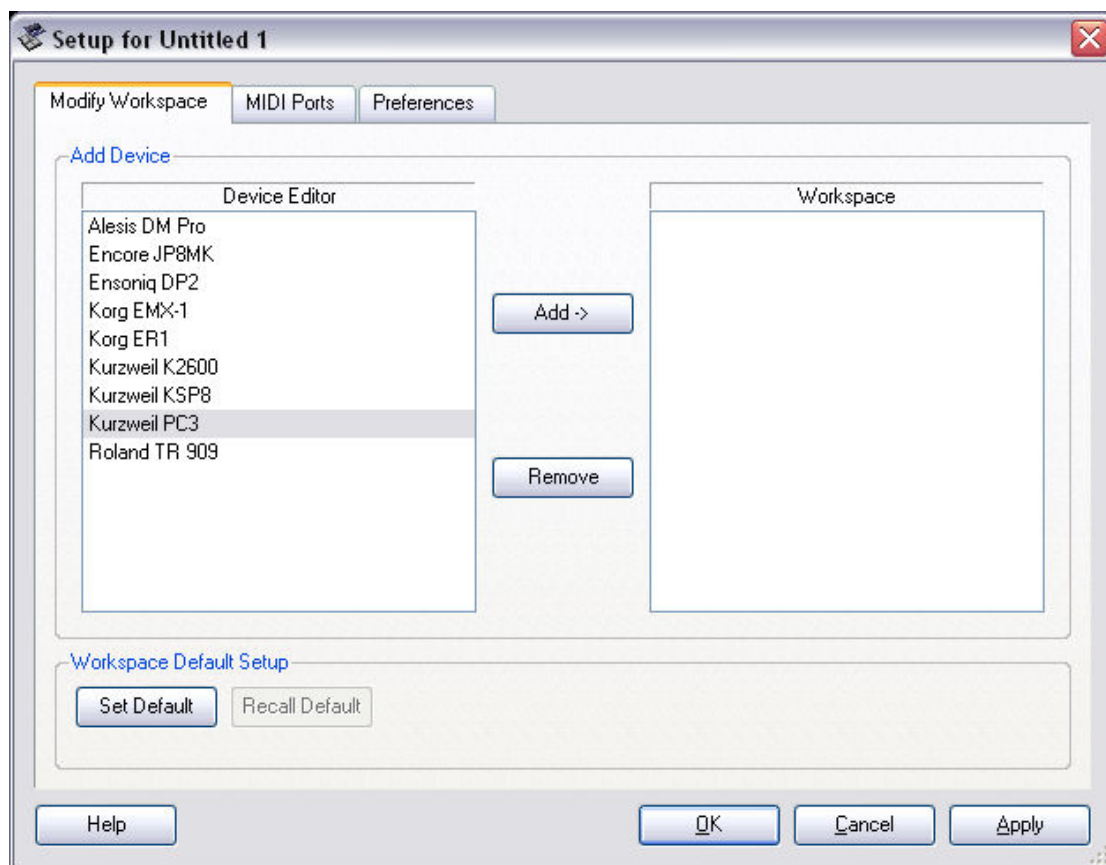 Setup for Untitled 1
Modify Workspace
MIDI Ports
Preferences
Add Device
Device Editor
Workspace
Alesis DM Pro
Encore JP8MK
Ensoniq DP2
Korg EMX-1
Korg ER1
Kurzweil K2600
Kurzweil KSP8
Kurzweil PC3
Roland TR 909
Add ->
Remove
Workspace Default Setup
Set Default
Recall Default
Help
OK
Cancel
Apply